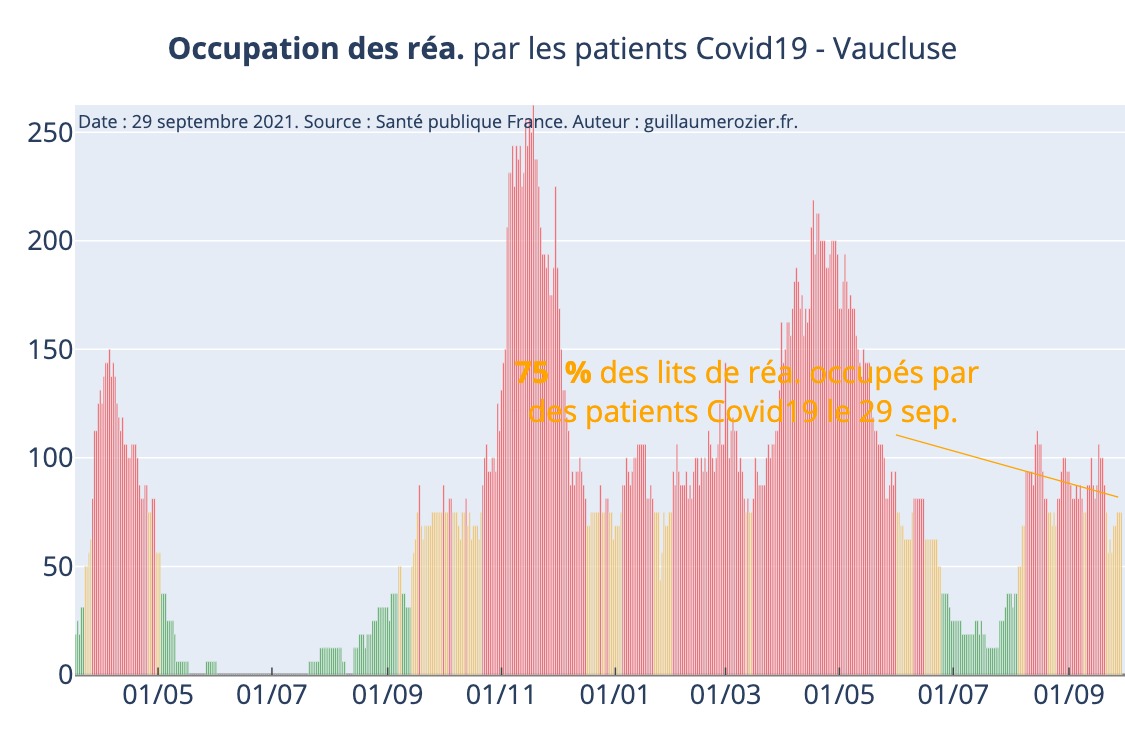 Occupation des réa. par les patients Covid19 - Vaucluse
Date : 29 septembre 2021. Source : Santé publique France. Auteur : guillaumerozier.fr.
250
200
150
100
50
0
75 % des lits de réa. occupés par
des patients Covid19 le 29 sep.
01/05 01/07 01/09 01/11 01/01 01/03 01/05 01/07 01/09